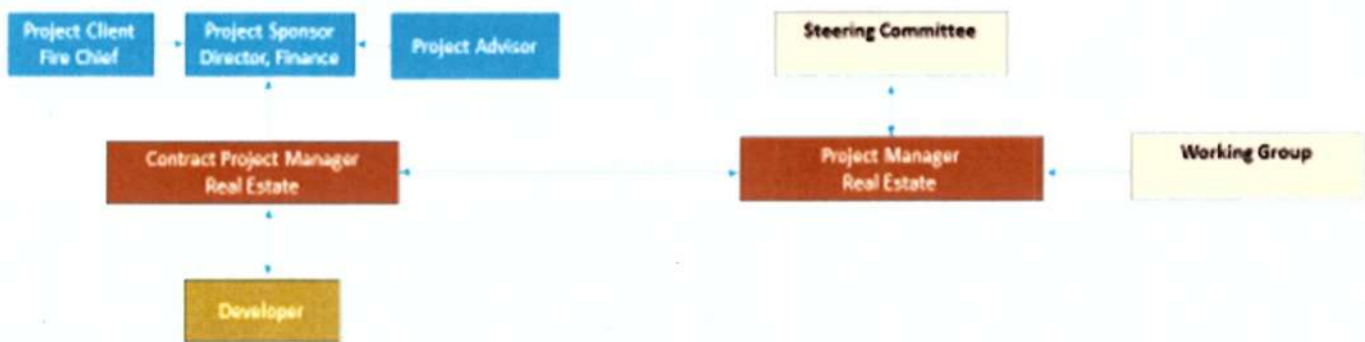 Project Client
Fire Chief
Project Sponsor
Director, Finance
Project Advisor
Steering Committee
Contract Project Manager
Real Estate
Project Manager
Real Estate
Working Group
Developer